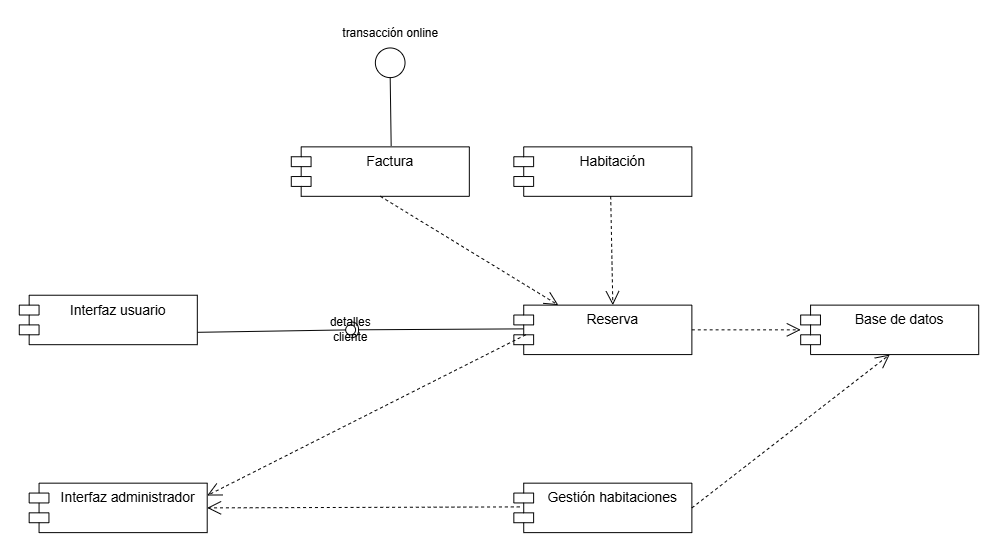 transacción online
Factura
Habitación
Interfaz usuario
detalles
cliente
Reserva
Base de datos
Interfaz administrador
Gestión habitaciones